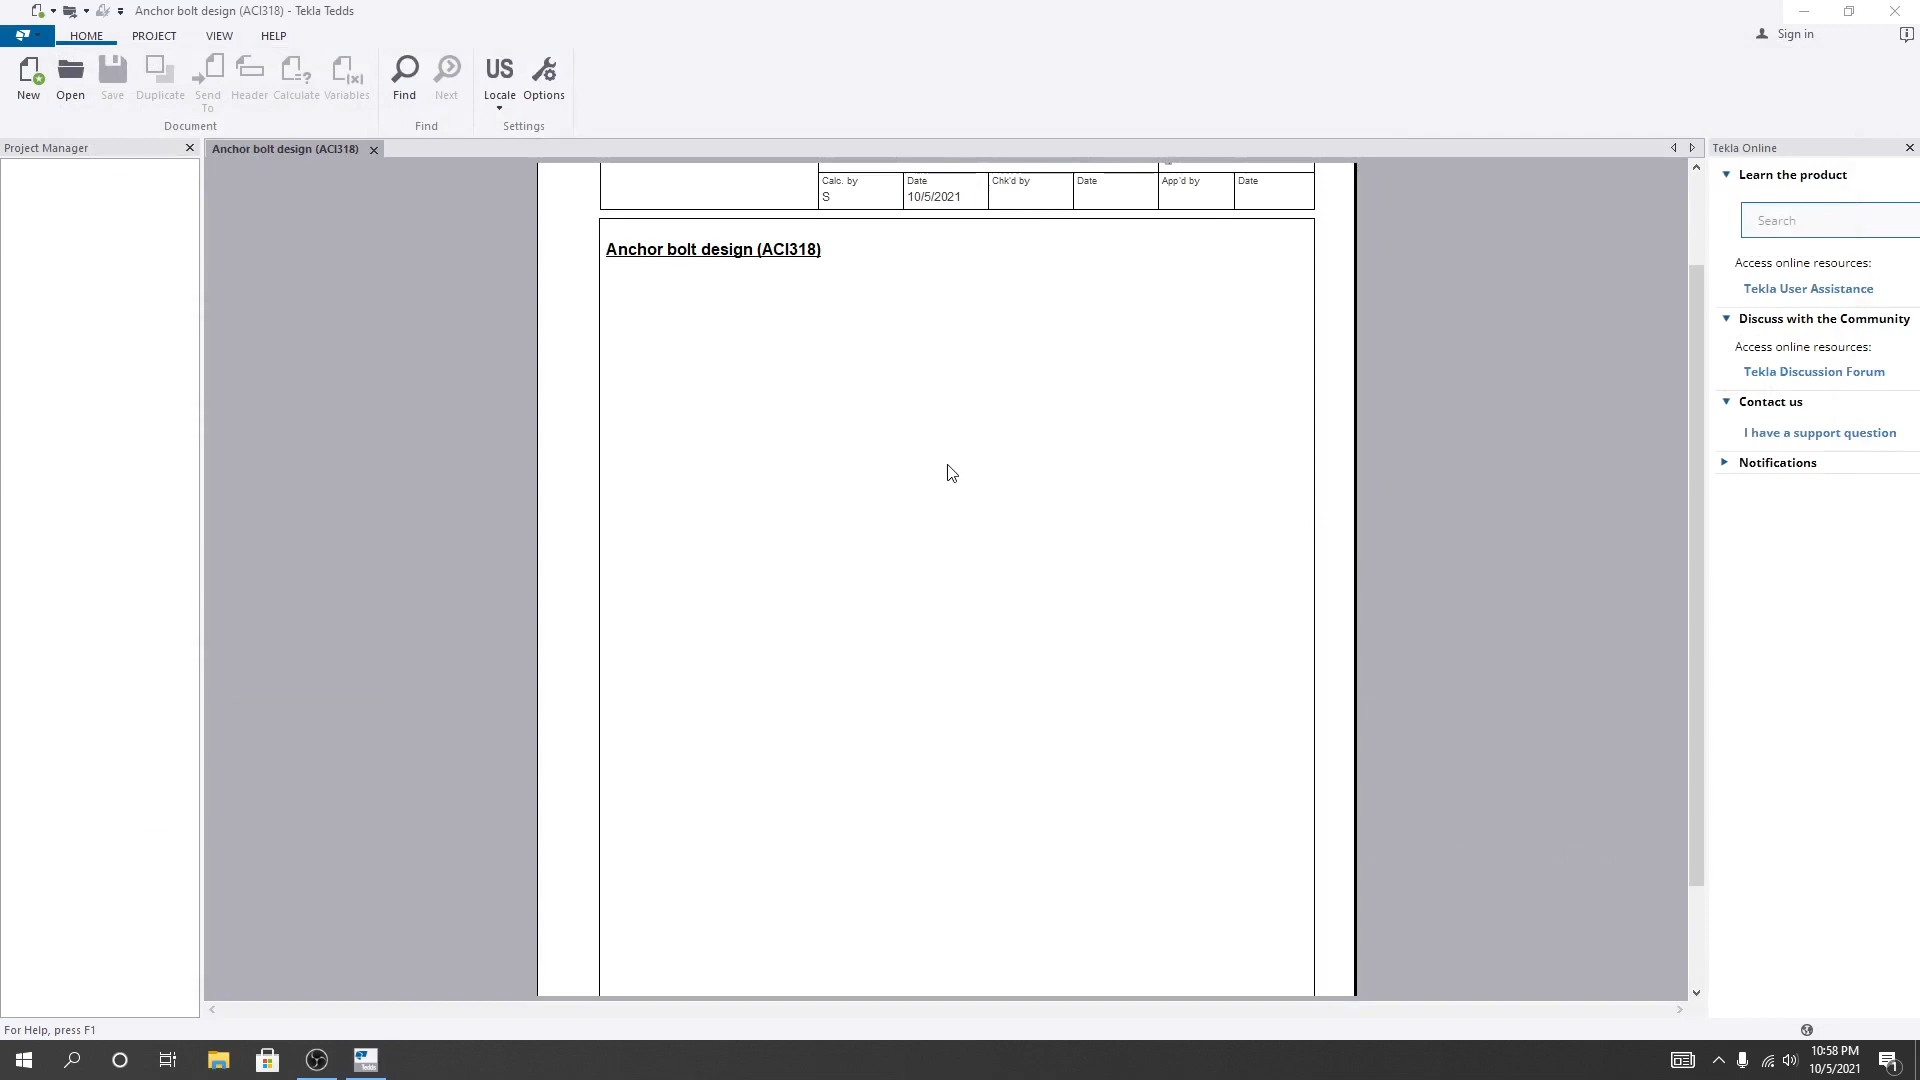 Anchor bolt design (ACI318) - Tekla Tedds
HOME PROJECT VIEW HELP
Sign in
New Open Save Duplicate Send To Header Calculate Variables Find Next US Locale Options
Document Find Settings
Project Manager
Anchor bolt design (ACI318)
Tekla Online
Calc. by
S
Date
10/5/2021
Chk'd by
Date
App'd by
Date
Anchor bolt design (ACI318)
Learn the product
Search
Access online resources:
Tekla User Assistance
Discuss with the Community
Access online resources:
Tekla Discussion Forum
Contact us
I have a support question
Notifications
For Help, press F1
Tedds
10:58 PM
10/5/2021
1